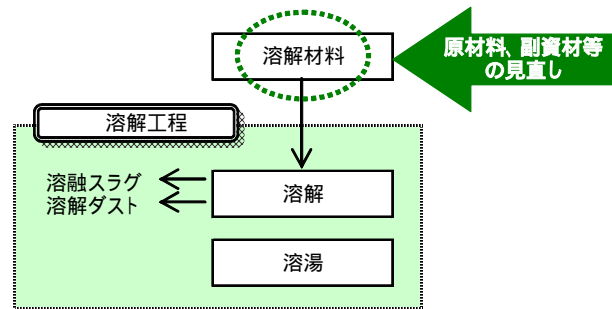 溶解材料
原材料、副資材等
の見直し
溶解工程
溶融スラグ
溶解ダスト
溶解
溶湯